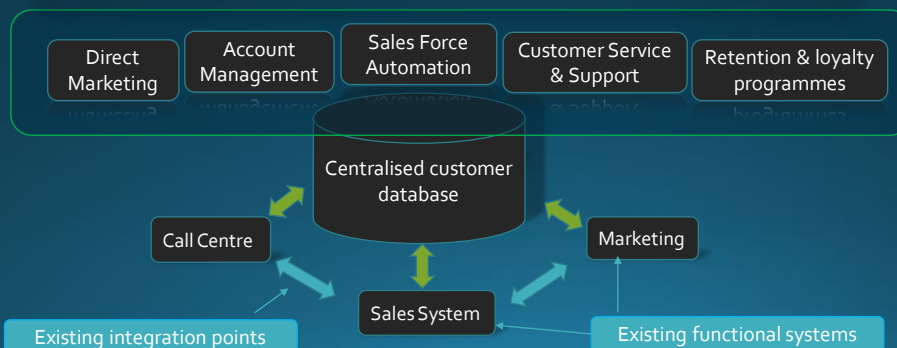 Direct
Marketing
Account
Management
Sales Force
Automation
Customer Service
& Support
Retention & loyalty
programmes
Centralised customer
database
Call Centre
Marketing
Sales System
Existing integration points
Existing functional systems